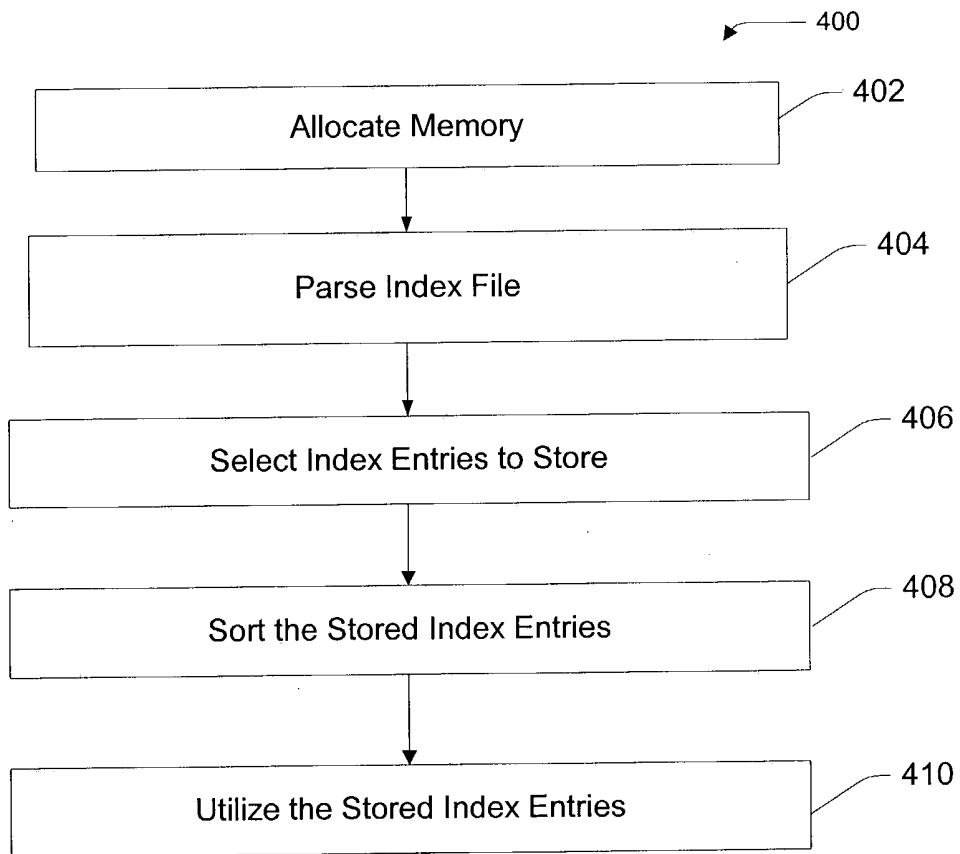 400
Allocate Memory
402
Parse Index File
404
Select Index Entries to Store
406
Sort the Stored Index Entries
408
Utilize the Stored Index Entries
410